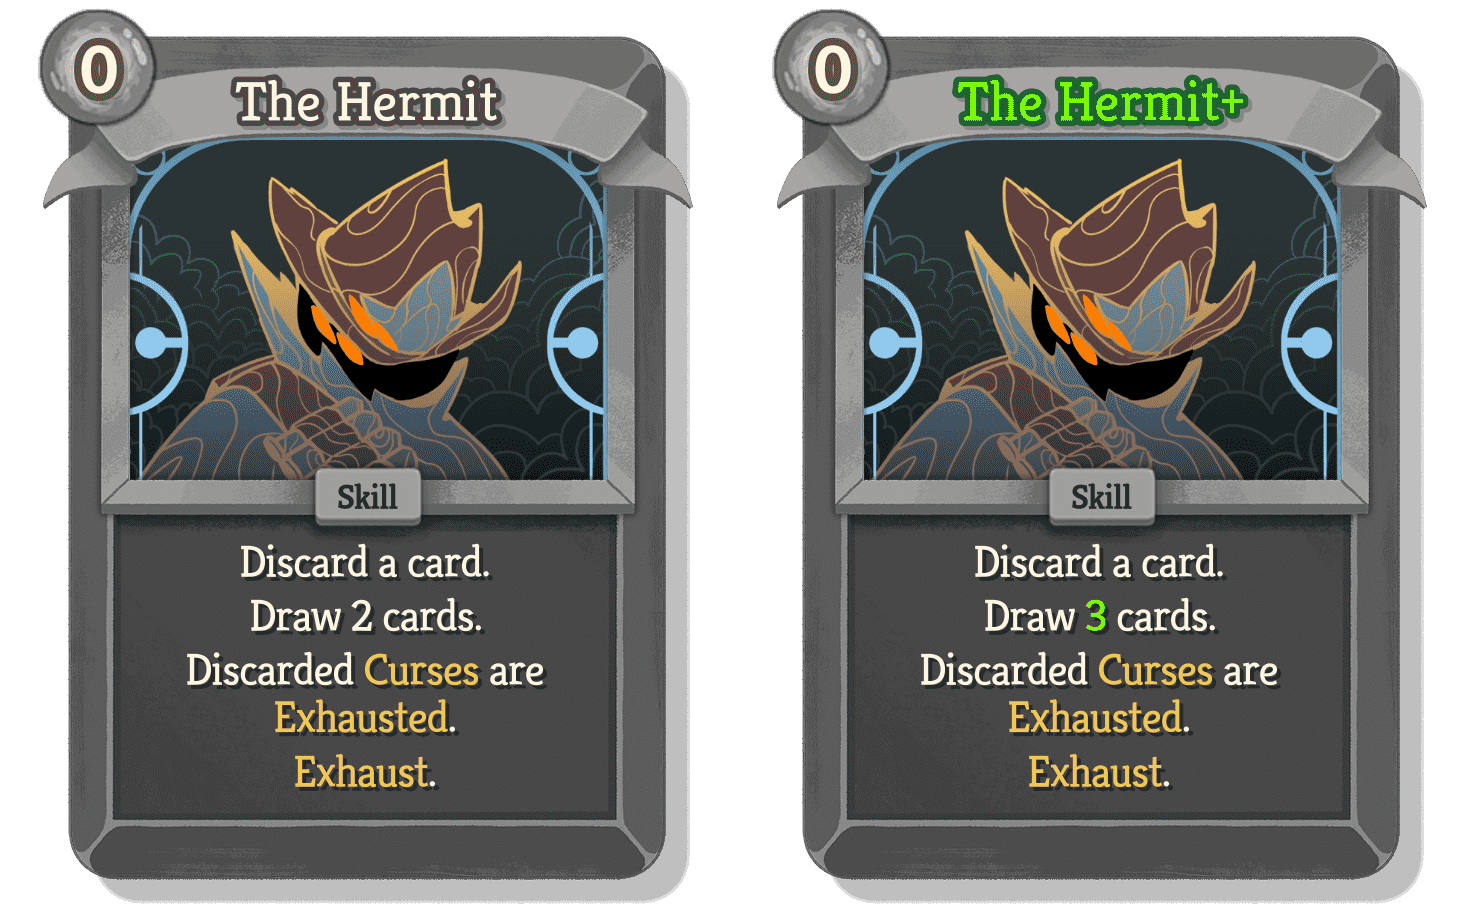 0
The Hermit
Skill
Discard a card.
Draw 2 cards.
Discarded Curses are
Exhausted.
Exhaust.
0
The Hermit+
Skill
Discard a card.
Draw 3 cards.
Discarded Curses are
Exhausted.
Exhaust.